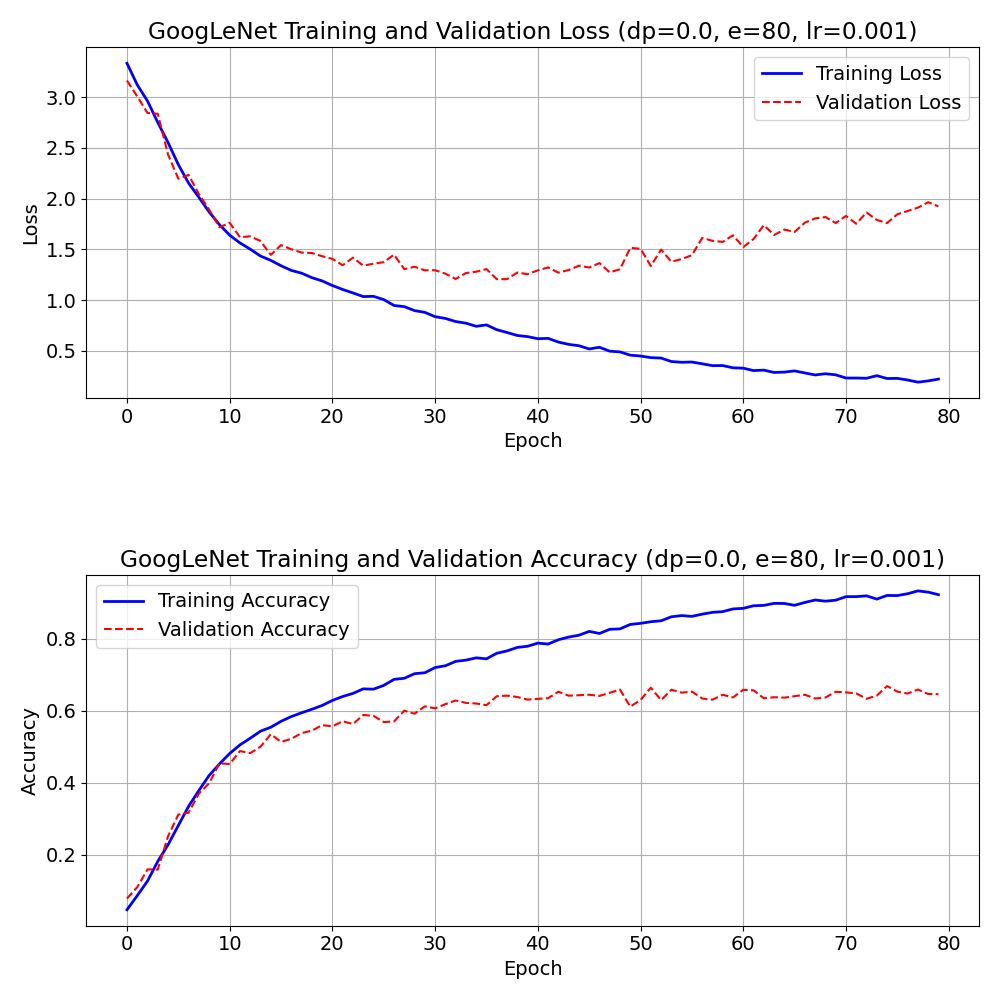 GoogLeNet Training and Validation Loss (dp=0.0, e=80, lr=0.001)
Training Loss
Validation Loss
3.0
2.5
2.0
1.5
1.0
0.5
Loss
0 10 20 30 40 50 60 70 80
Epoch
GoogLeNet Training and Validation Accuracy (dp=0.0, e=80, lr=0.001)
Training Accuracy
Validation Accuracy
0.8
0.6
0.4
0.2
Accuracy
0 10 20 30 40 50 60 70 80
Epoch